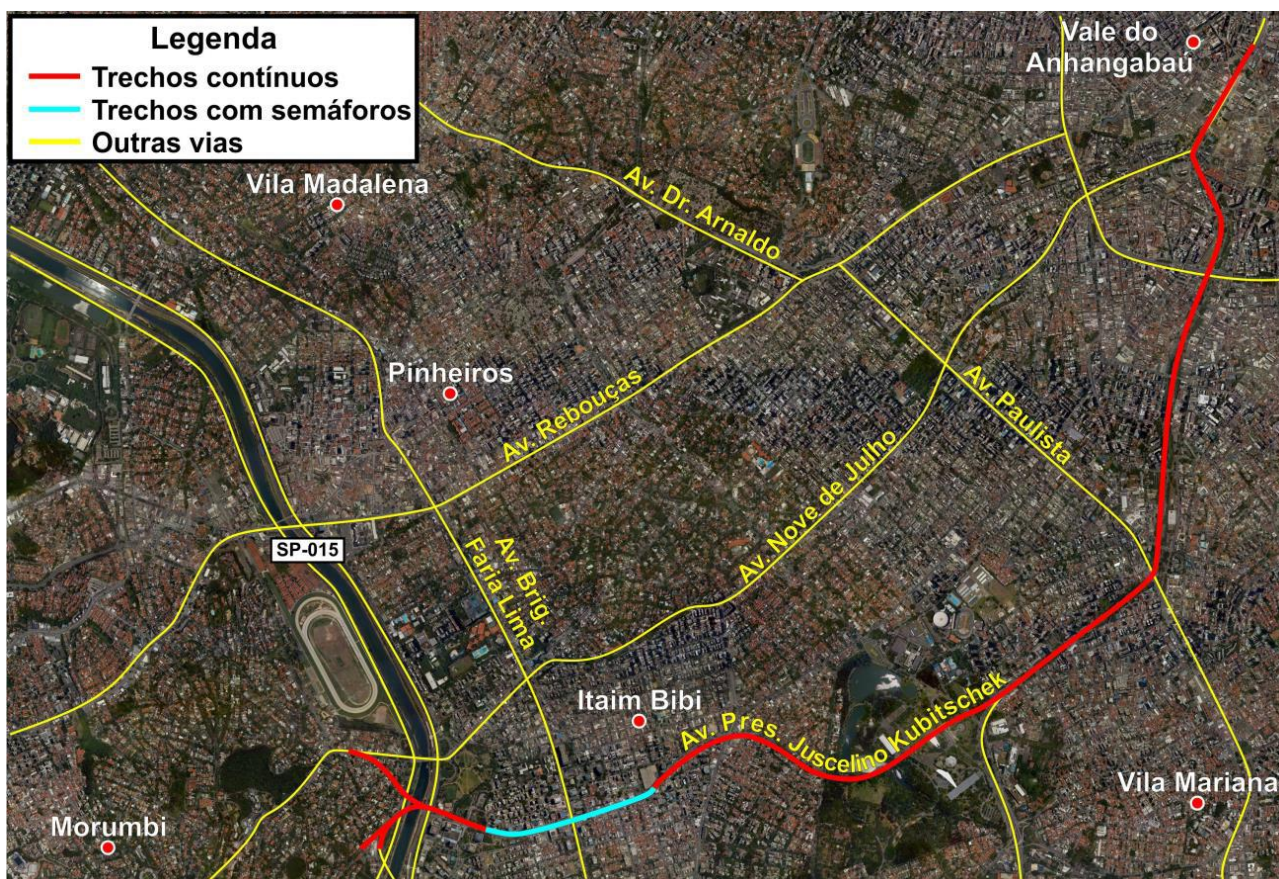 Legenda
Trechos contínuos
Trechos com semáforos
Outras vias
Vale do
Anhangabaú
Vila Madalena
Av. Dr. Arnaldo
Pinheiros
Av. Rebouças
Av. Paulista
Av. Nove de Julho
SP-015
Av. Brig.
Faria Lima
Itaim Bibi
Av. Pres. Juscelino Kubitschek
Vila Mariana
Morumbi